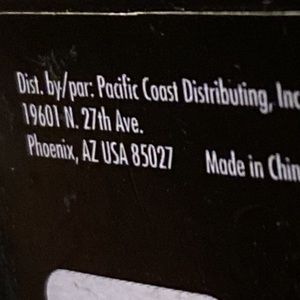 Dist. by/par: Pacific Coast Distributing, Inc
19601 N. 27th Ave.
Phoenix, AZ USA 85027 Made in Chin